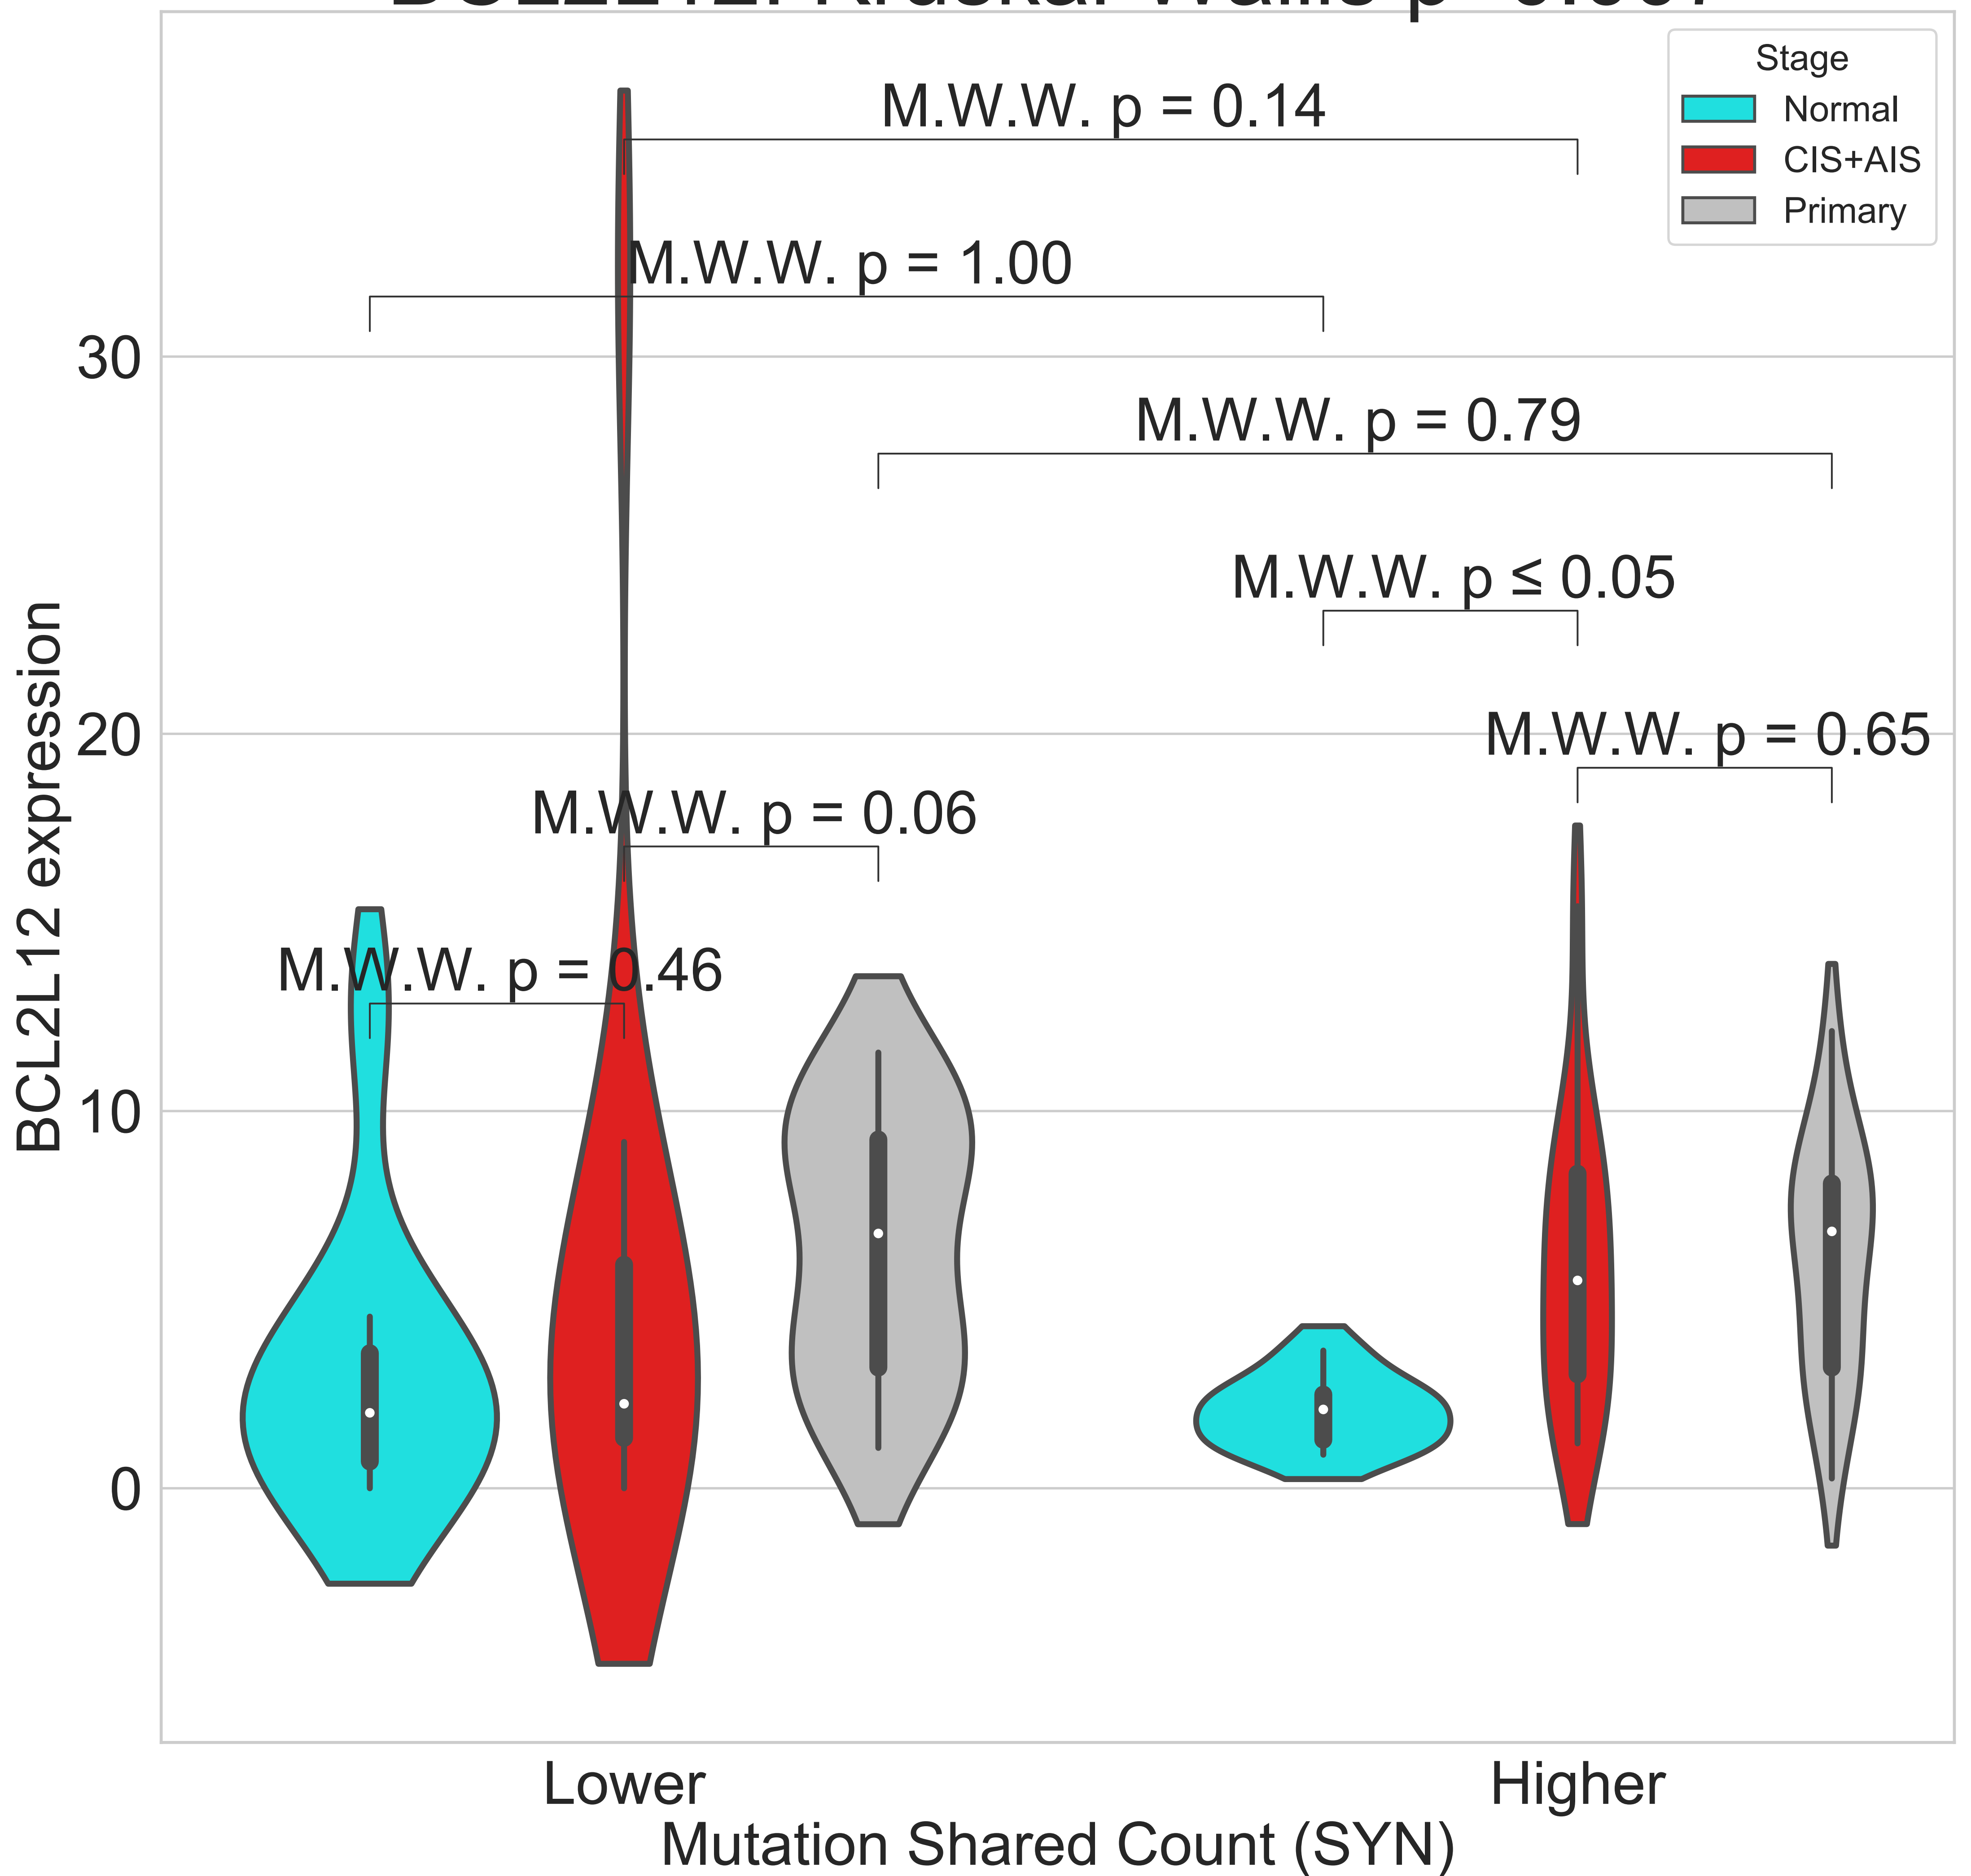 Stage
Normal
CIS+AIS
Primary
M.W.W. p = 0.14
M.W.W. p = 1.00
M.W.W. p = 0.79
M.W.W. p ≤ 0.05
M.W.W. p = 0.65
M.W.W. p = 0.06
M.W.W. p = 0.46
30
20
10
0
BCL2L12 expression
Lower
Higher
Mutation Shared Count (SYN)